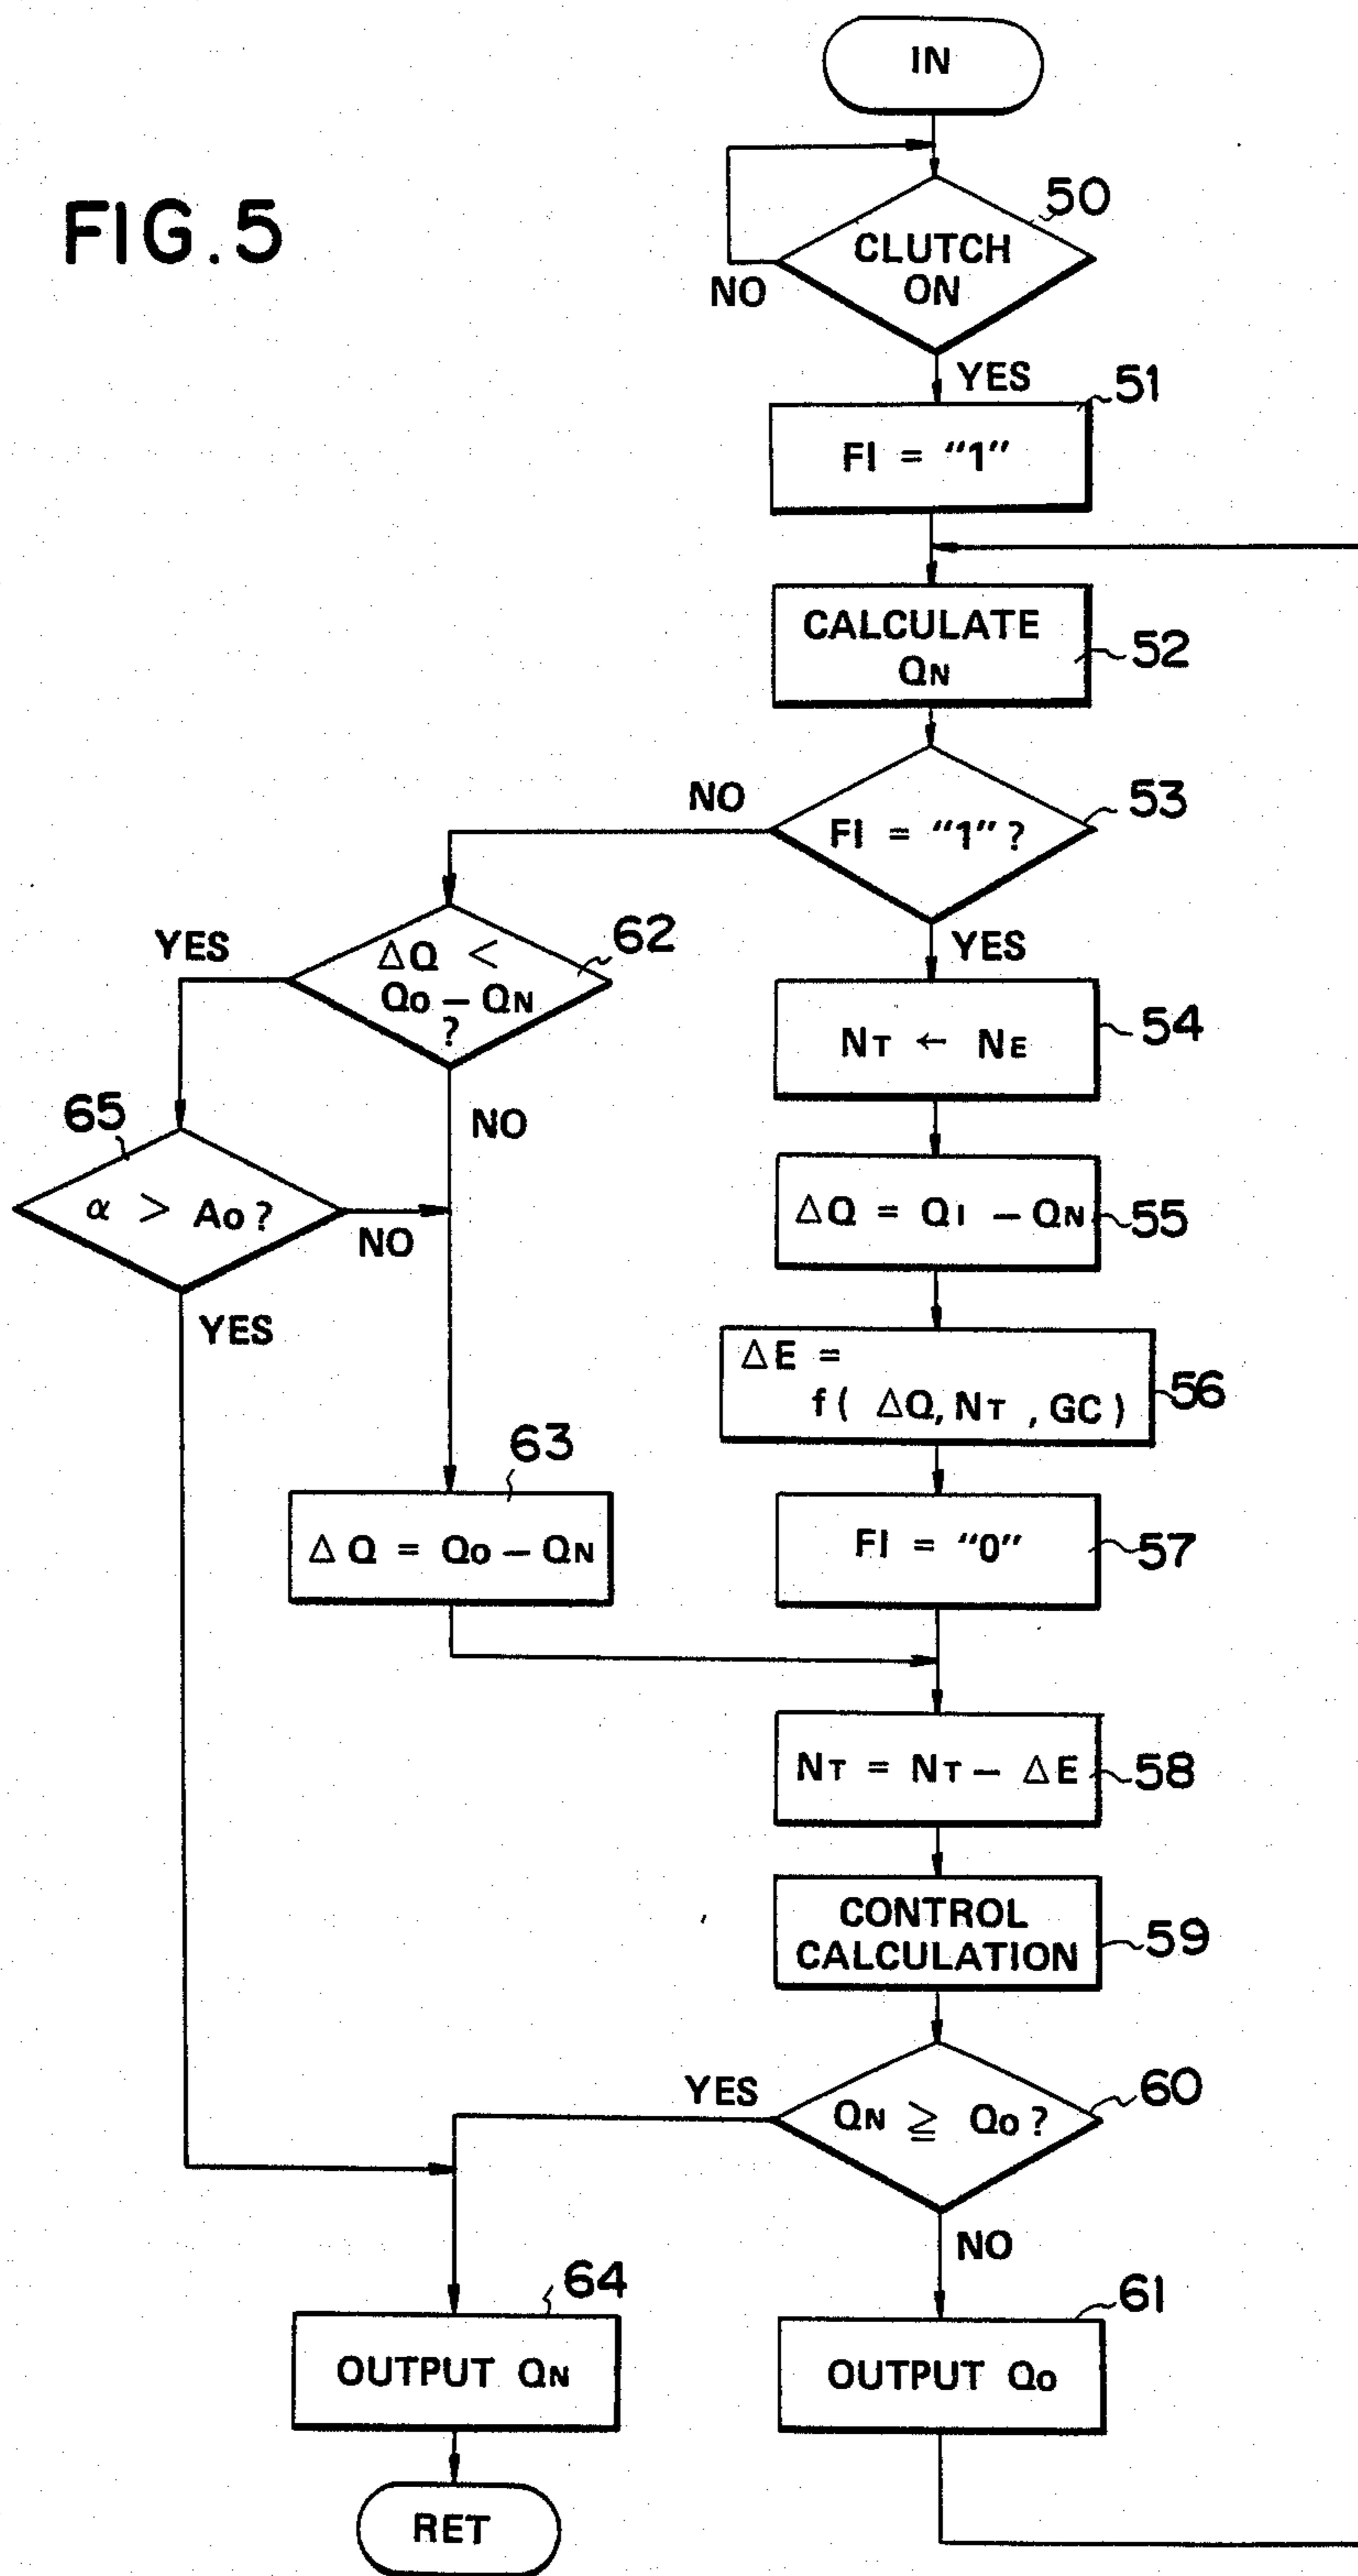 FIG. 5
IN
50
CLUTCH
ON
NO
YES
51
FI = “1”
CALCULATE
QN
52
53
FI = “1” ?
NO
YES
62
ΔQ <
Qo – QN
?
YES
NO
54
NT ← NE
65
α > Ao ?
NO
YES
55
ΔQ = QI – QN
56
ΔE =
f ( ΔQ, NT , GC )
63
ΔQ = Qo – QN
57
FI = “0”
58
NT = NT – ΔE
59
CONTROL
CALCULATION
60
QN ≧ Qo ?
YES
NO
64
OUTPUT QN
61
OUTPUT Qo
RET